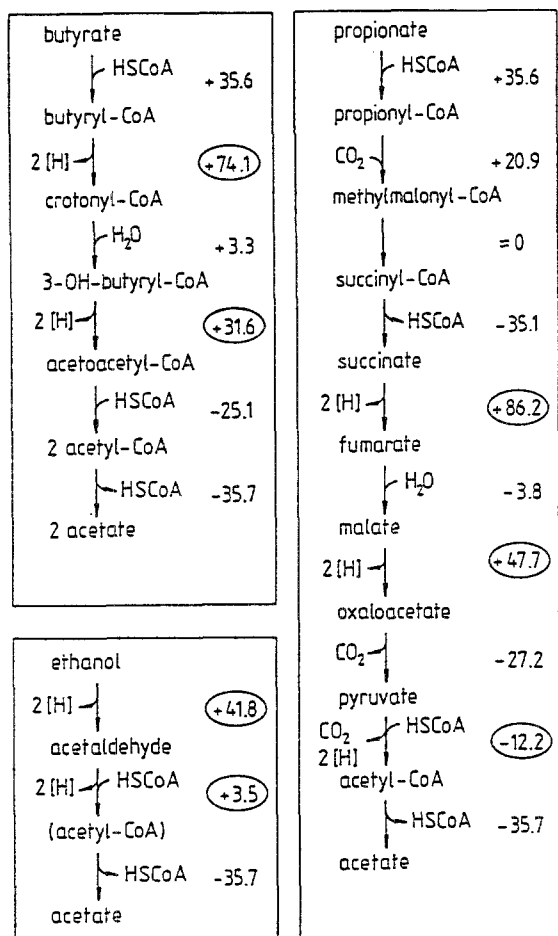 butyrate
HSCoA
+35.6
butyryl-CoA
2 [H]
+74.1
crotonyl-CoA
H₂O
+3.3
3-OH-butyryl-CoA
2 [H]
+31.6
acetoacetyl-CoA
HSCoA
-25.1
2 acetyl-CoA
HSCoA
-35.7
2 acetate
ethanol
2 [H]
+41.8
acetaldehyde
2 [H] HSCoA
+3.5
(acetyl-CoA)
HSCoA
-35.7
acetate
propionate
HSCoA
+35.6
propionyl-CoA
CO₂
+20.9
methylmalonyl-CoA
= 0
succinyl-CoA
HSCoA
-35.1
succinate
2 [H]
+86.2
fumarate
H₂O
-3.8
malate
2 [H]
+47.7
oxaloacetate
CO₂
-27.2
pyruvate
CO₂ HSCoA
-12.2
2 [H]
acetyl-CoA
HSCoA
-35.7
acetate